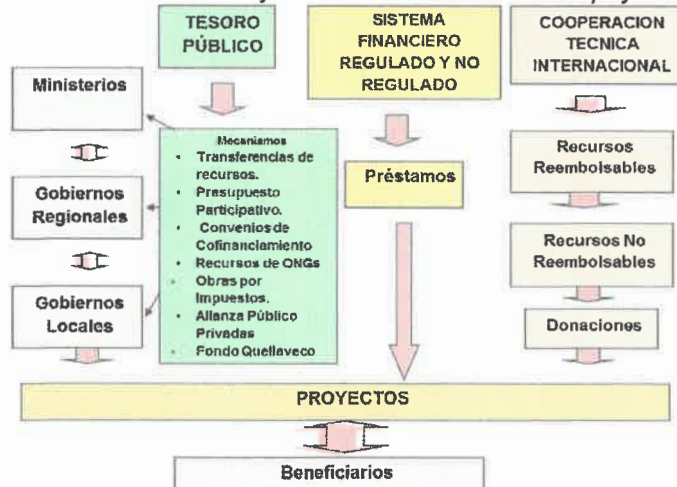 TESORO
PÚBLICO
SISTEMA
FINANCIERO
REGULADO Y NO
REGULADO
COOPERACION
TECNICA
INTERNACIONAL
Ministerios
Gobiernos
Regionales
Gobiernos
Locales
Mecanismos
• Transferencias de
recursos.
• Presupuesto
Participativo.
• Convenios de
Cofinanciamiento
• Recursos de ONGs
• Obras por
Impuestos.
• Alianza Público
Privadas
• Fondo Quellaveco
Préstamos
Recursos
Reembolsables
Recursos No
Reembolsables
Donaciones
PROYECTOS
Beneficiarios